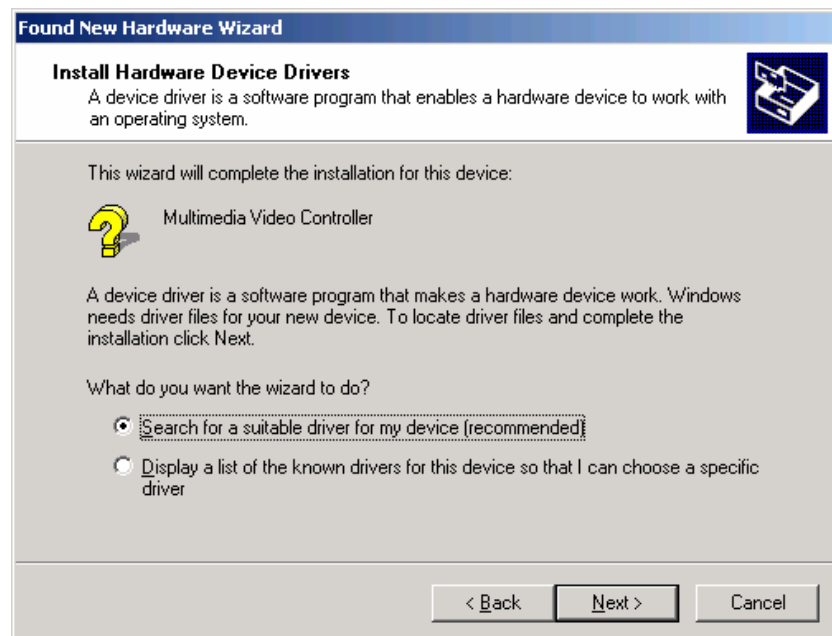 Found New Hardware Wizard
Install Hardware Device Drivers
A device driver is a software program that enables a hardware device to work with
an operating system.
This wizard will complete the installation for this device:
Multimedia Video Controller
A device driver is a software program that makes a hardware device work. Windows
needs driver files for your new device. To locate driver files and complete the
installation click Next.
What do you want the wizard to do?
Search for a suitable driver for my device (recommended)
Display a list of the known drivers for this device so that I can choose a specific
driver
< Back Next > Cancel